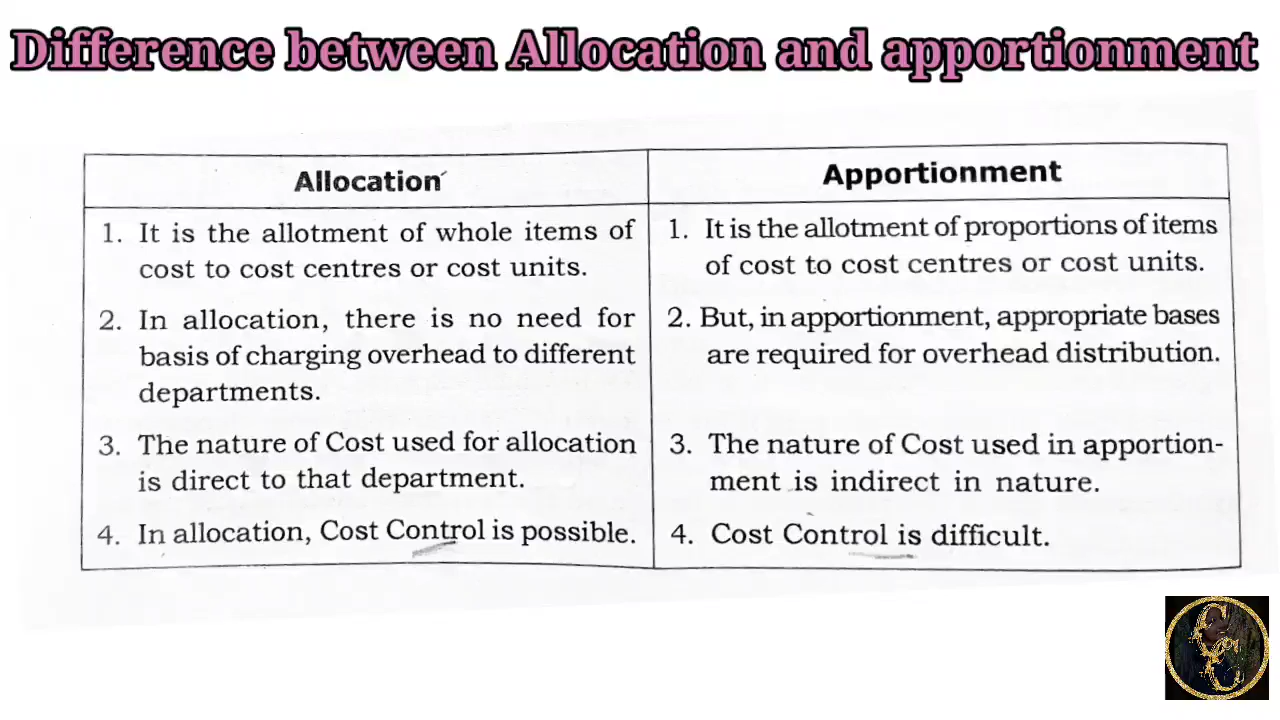 Difference between Allocation and apportionment
Allocation
1. It is the allotment of whole items of
cost to cost centres or cost units.
2. In allocation, there is no need for
basis of charging overhead to different
departments.
3. The nature of Cost used for allocation
is direct to that department.
4. In allocation, Cost Control is possible.
Apportionment
1. It is the allotment of proportions of items
of cost to cost centres or cost units.
2. But, in apportionment, appropriate bases
are required for overhead distribution.
3. The nature of Cost used in apportion-
ment is indirect in nature.
4. Cost Control is difficult.